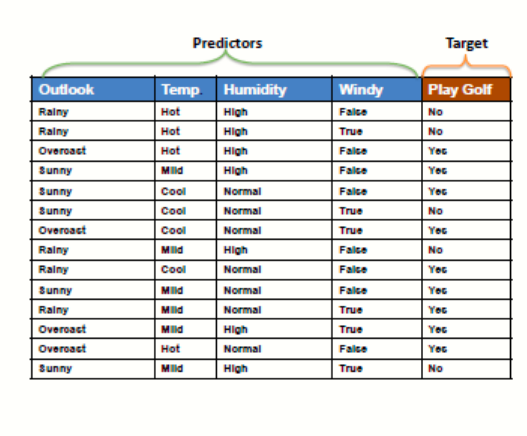 Predictors Target
Outlook Temp. Humidity Windy Play Golf
Rainy Hot High False No
Rainy Hot High True No
Overcast Hot High False Yes
Sunny Mild High False Yes
Sunny Cool Normal False Yes
Sunny Cool Normal True No
Overcast Cool Normal True Yes
Rainy Mild High False No
Rainy Cool Normal False Yes
Sunny Mild Normal False Yes
Rainy Mild Normal True Yes
Overcast Mild High True Yes
Overcast Hot Normal False Yes
Sunny Mild High True No